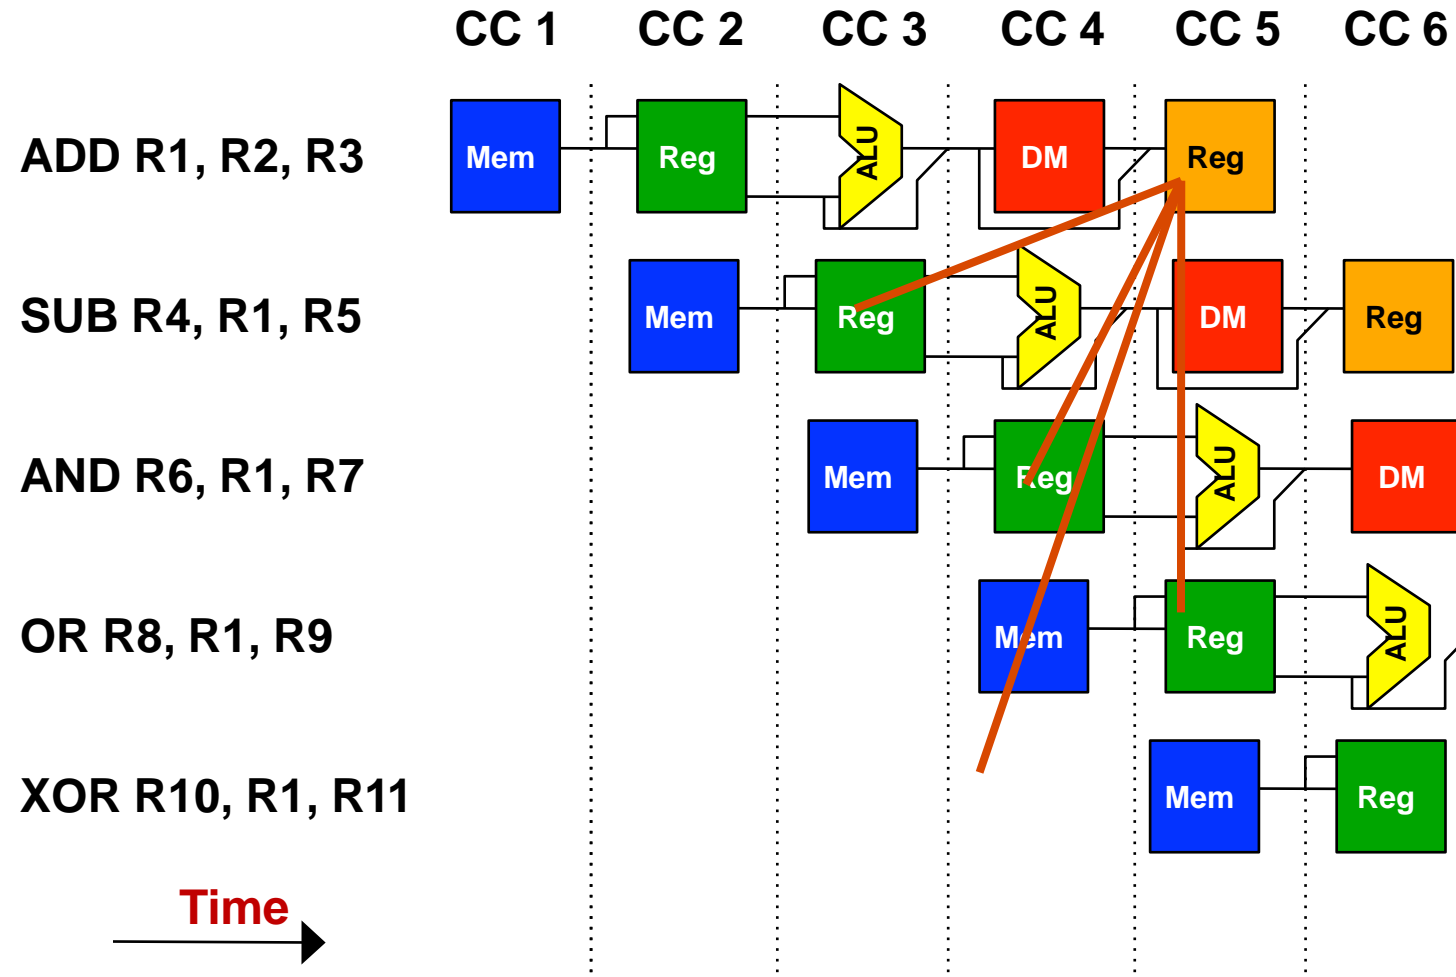 CC 1 CC 2 CC 3 CC 4 CC 5 CC 6
ADD R1, R2, R3 Mem Reg ALU DM Reg
SUB R4, R1, R5 Mem Reg ALU DM Reg
AND R6, R1, R7 Mem Reg ALU DM
OR R8, R1, R9 Mem Reg ALU
XOR R10, R1, R11 Mem Reg
Time